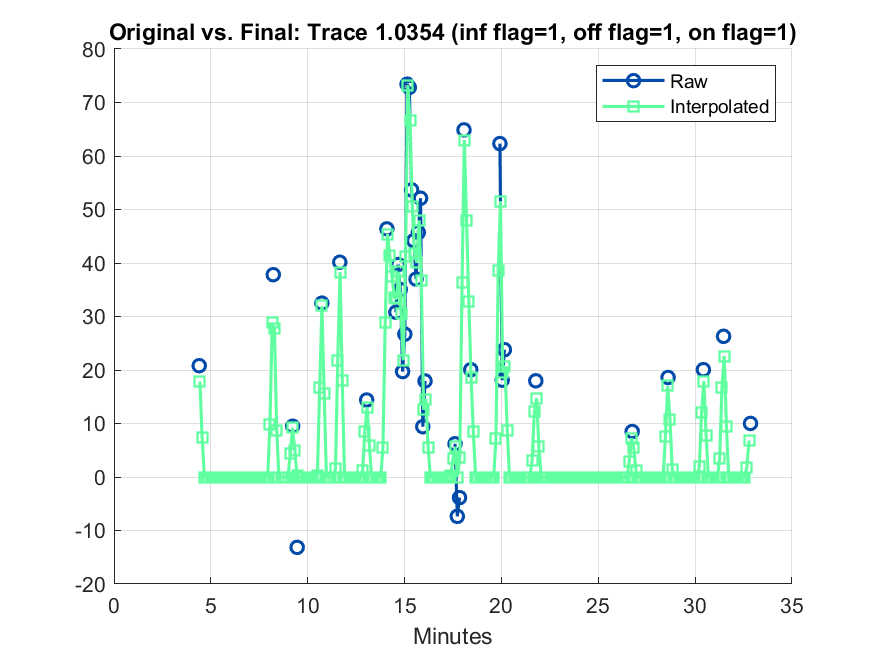 Original vs. Final: Trace 1.0354 (inf flag=1, off flag=1, on flag=1)
80
70
60
50
40
30
20
10
0
-10
-20
Raw
Interpolated
0 5 10 15 20 25 30 35
Minutes